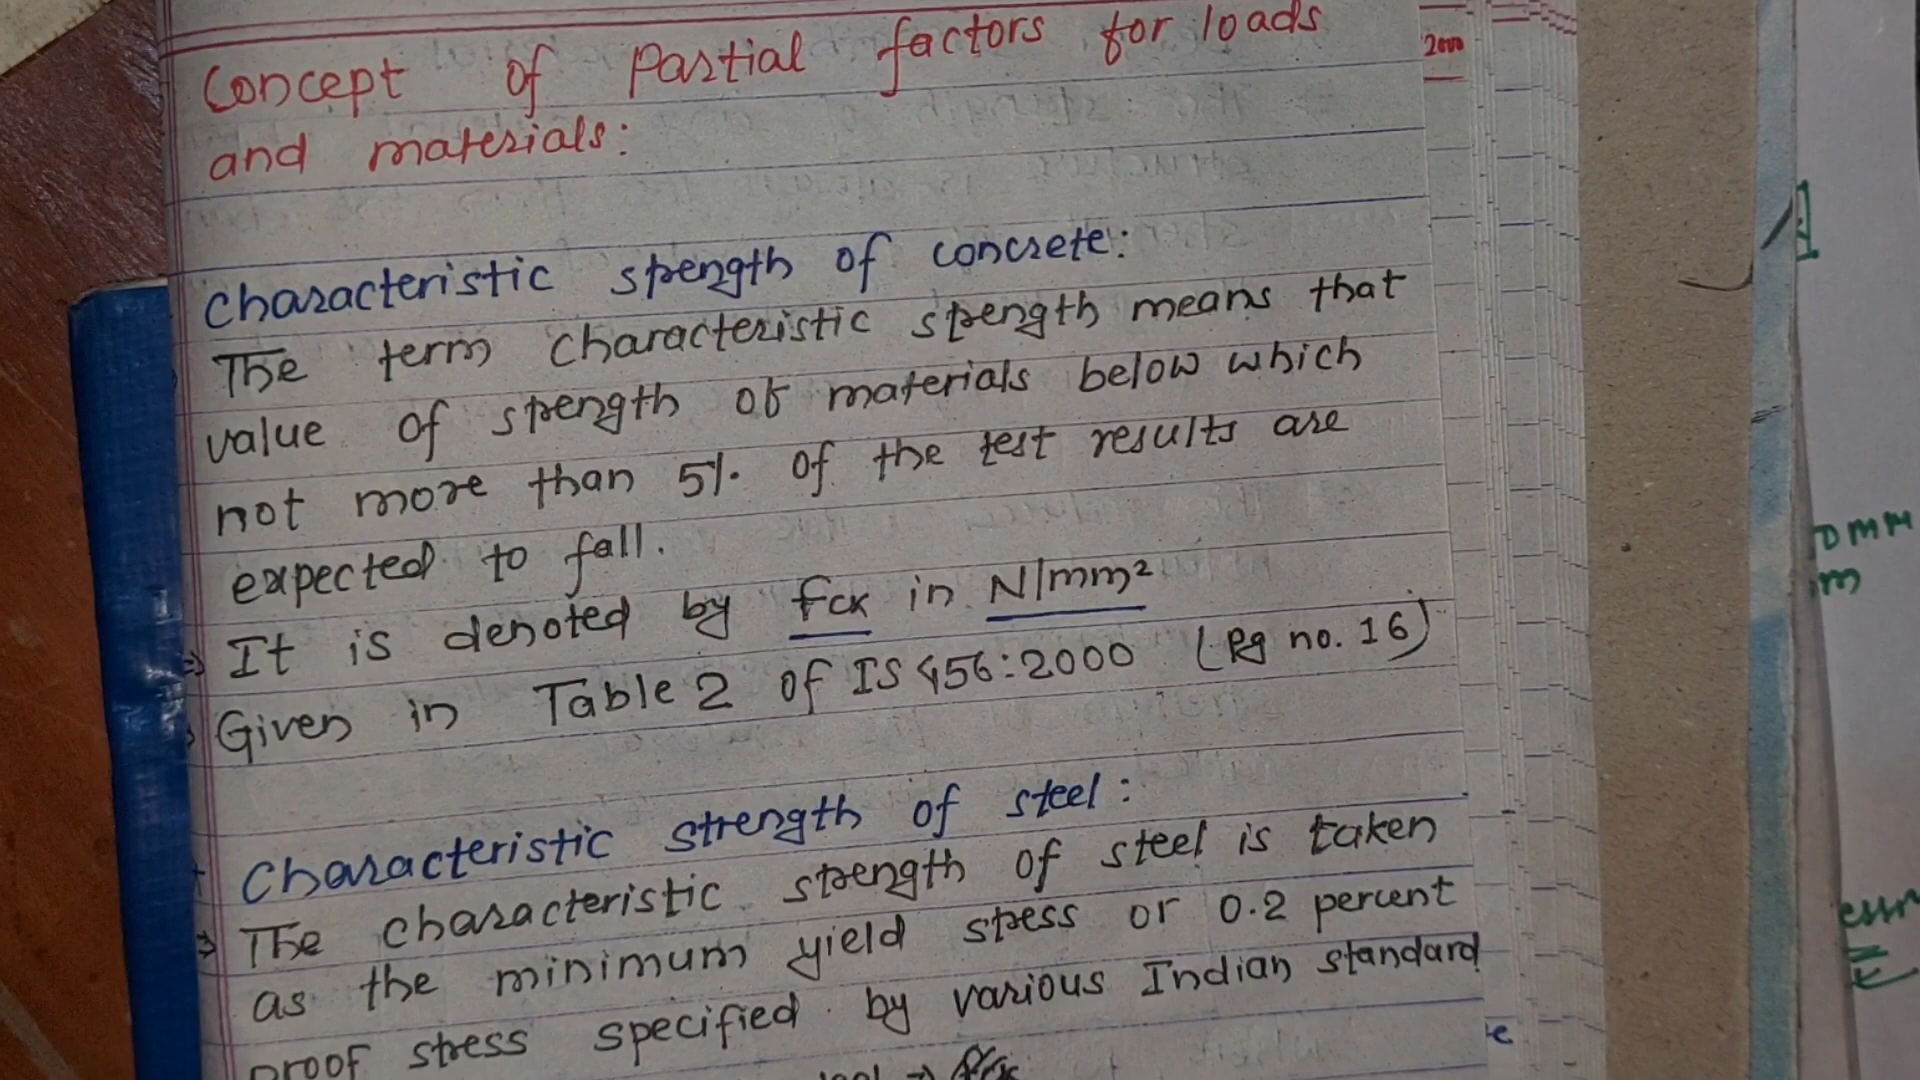 Concept of Partial factors for loads
and materials:
2000
Characteristic strength of concrete:
The term characteristic strength means that
value of strength of materials below which
not more than 5% of the test results are
expected to fall.
⇒ It is denoted by fck in N/mm²
Given in Table 2 of IS 456:2000 (Pg no. 16)
Characteristic strength of steel:
⇒ The characteristic strength of steel is taken
as the minimum yield stress or 0.2 percent
proof stress specified by various Indian standard